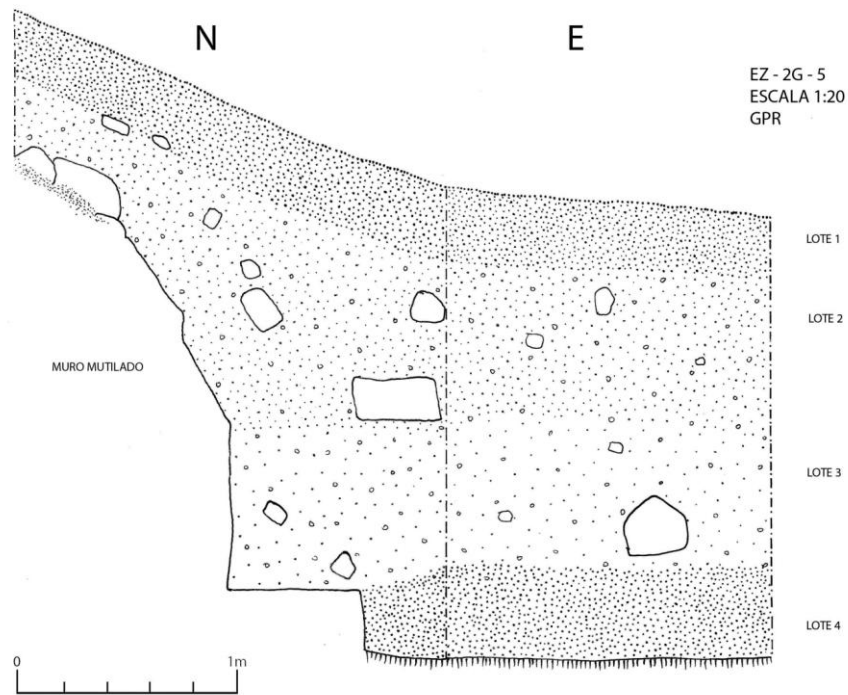 N
E
EZ - 2G - 5
ESCALA 1:20
GPR
LOTE 1
LOTE 2
MURO MUTILADO
LOTE 3
LOTE 4
0
1m